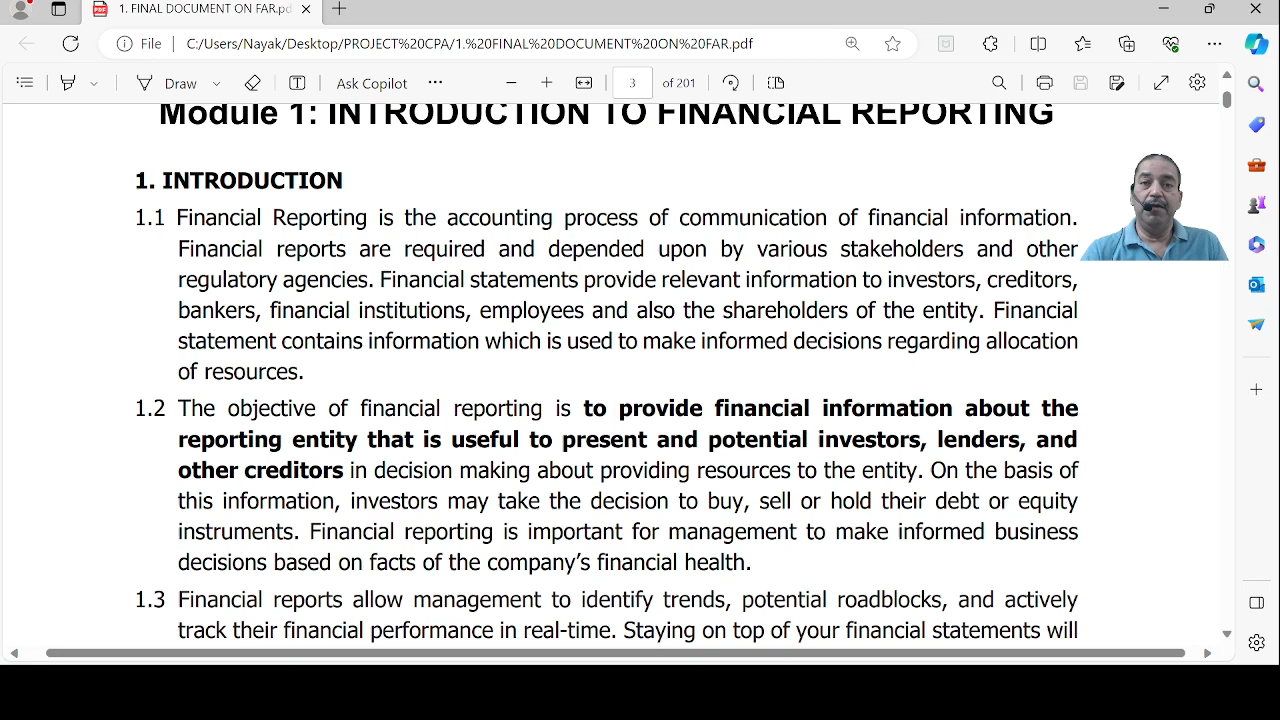 1. FINAL DOCUMENT ON FAR.pd
File
C:/Users/Nayak/Desktop/PROJECT%20CPA/1.%20FINAL%20DOCUMENT%20ON%20FAR.pdf
Draw
Ask Copilot
3
of 201
Module 1: INTRODUCTION TO FINANCIAL REPORTING
1. INTRODUCTION
1.1 Financial Reporting is the accounting process of communication of financial information.
Financial reports are required and depended upon by various stakeholders and other
regulatory agencies. Financial statements provide relevant information to investors, creditors,
bankers, financial institutions, employees and also the shareholders of the entity. Financial
statement contains information which is used to make informed decisions regarding allocation
of resources.
1.2 The objective of financial reporting is to provide financial information about the
reporting entity that is useful to present and potential investors, lenders, and
other creditors in decision making about providing resources to the entity. On the basis of
this information, investors may take the decision to buy, sell or hold their debt or equity
instruments. Financial reporting is important for management to make informed business
decisions based on facts of the company's financial health.
1.3 Financial reports allow management to identify trends, potential roadblocks, and actively
track their financial performance in real-time. Staying on top of your financial statements will